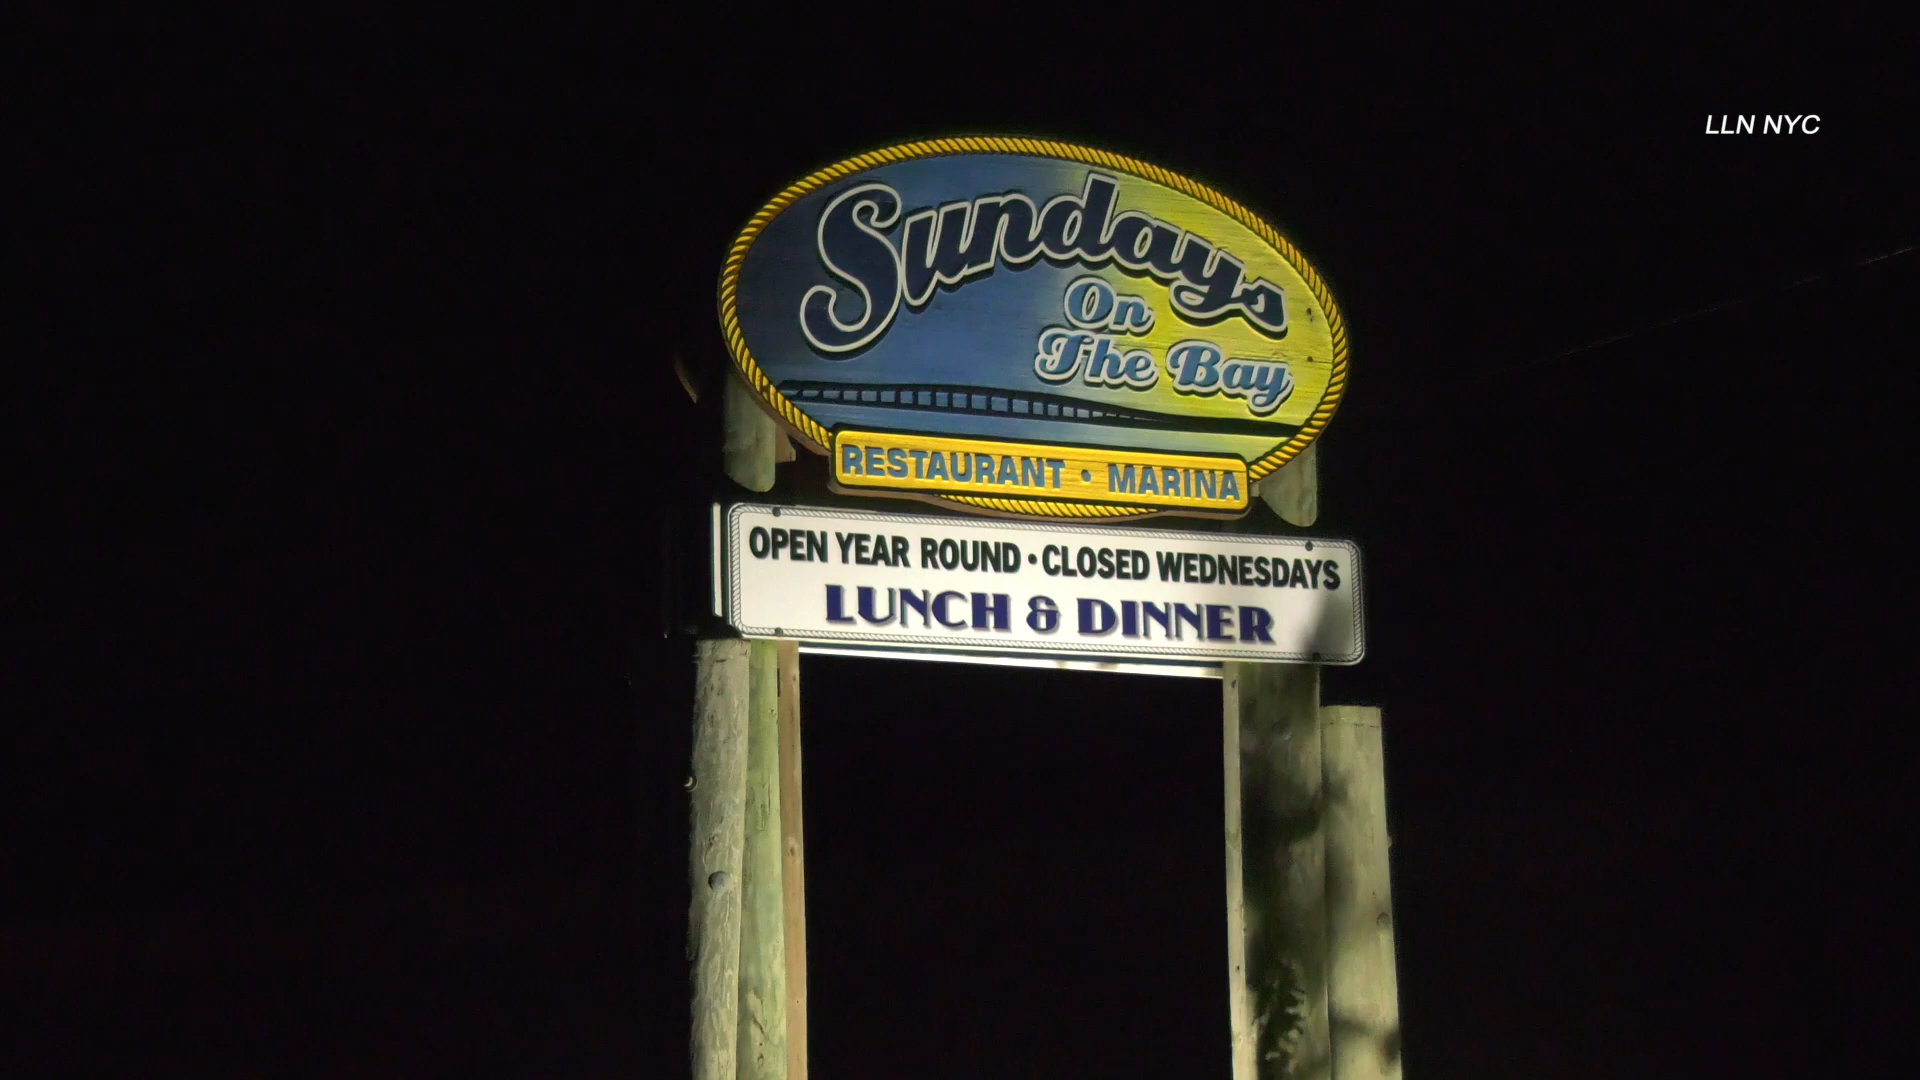 LLN NYC
Sundays
On
The Bay
RESTAURANT • MARINA
OPEN YEAR ROUND • CLOSED WEDNESDAYS
LUNCH & DINNER